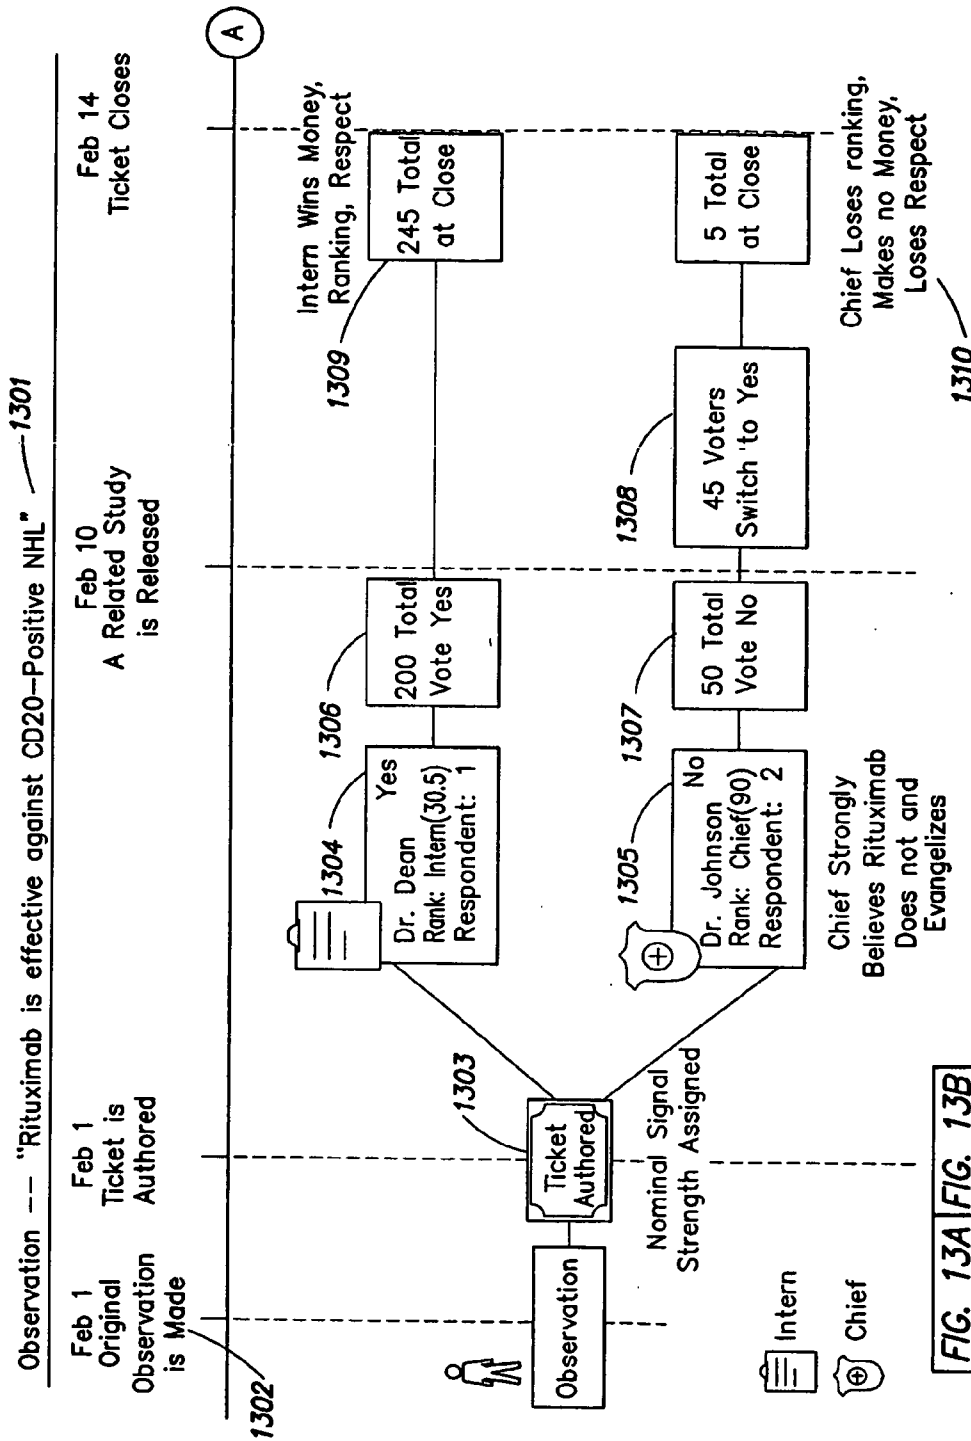 Observation -- "Rituximab is effective against CD20-Positive NHL"
1301
Feb 1
Original
Observation
is Made
1302
Feb 1
Ticket is
Authored
Feb 10
A Related Study
is Released
Feb 14
Ticket Closes
A
Observation
Ticket
Authored
1303
Nominal Signal
Strength Assigned
1304
Yes
Dr. Dean
Rank: Intern(30.5)
Respondent: 1
1306
200 Total
Vote Yes
1309
Intern Wins Money,
Ranking, Respect
245 Total
at Close
1305
No
Dr. Johnson
Rank: Chief(90)
Respondent: 2
Chief Strongly
Believes Rituximab
Does not and
Evangelizes
1307
50 Total
Vote No
1308
45 Voters
Switch to Yes
5 Total
at Close
Chief Loses ranking,
Makes no Money,
Loses Respect
1310
Intern
Chief
FIG. 13A FIG. 13B